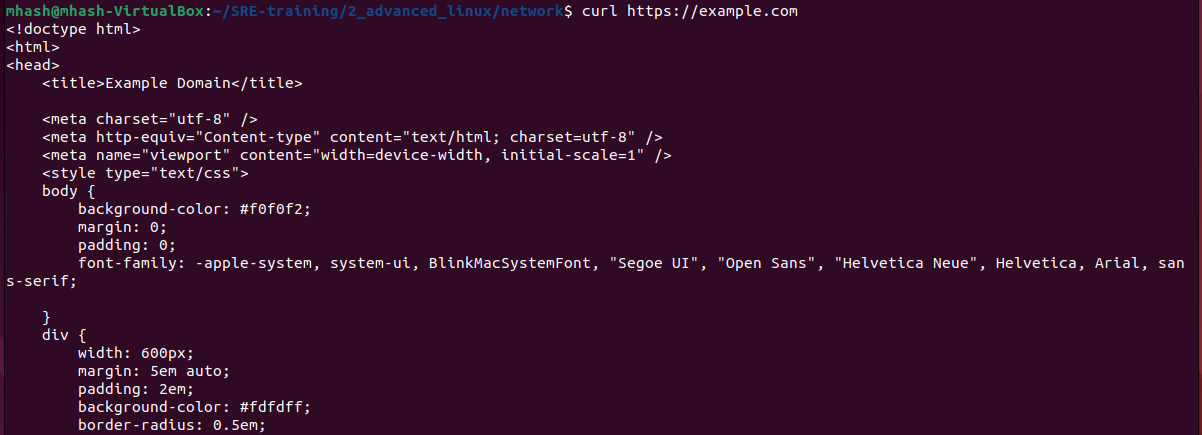 mhash@mhash-VirtualBox:~/SRE-training/2_advanced_linux/network$ curl https://example.com
<!doctype html>
<html>
<head>
    <title>Example Domain</title>

    <meta charset="utf-8" />
    <meta http-equiv="Content-type" content="text/html; charset=utf-8" />
    <meta name="viewport" content="width=device-width, initial-scale=1" />
    <style type="text/css">
    body {
        background-color: #f0f0f2;
        margin: 0;
        padding: 0;
        font-family: -apple-system, system-ui, BlinkMacSystemFont, "Segoe UI", "Open Sans", "Helvetica Neue", Helvetica, Arial, san
s-serif;

    }
    div {
        width: 600px;
        margin: 5em auto;
        padding: 2em;
        background-color: #fdfdff;
        border-radius: 0.5em;